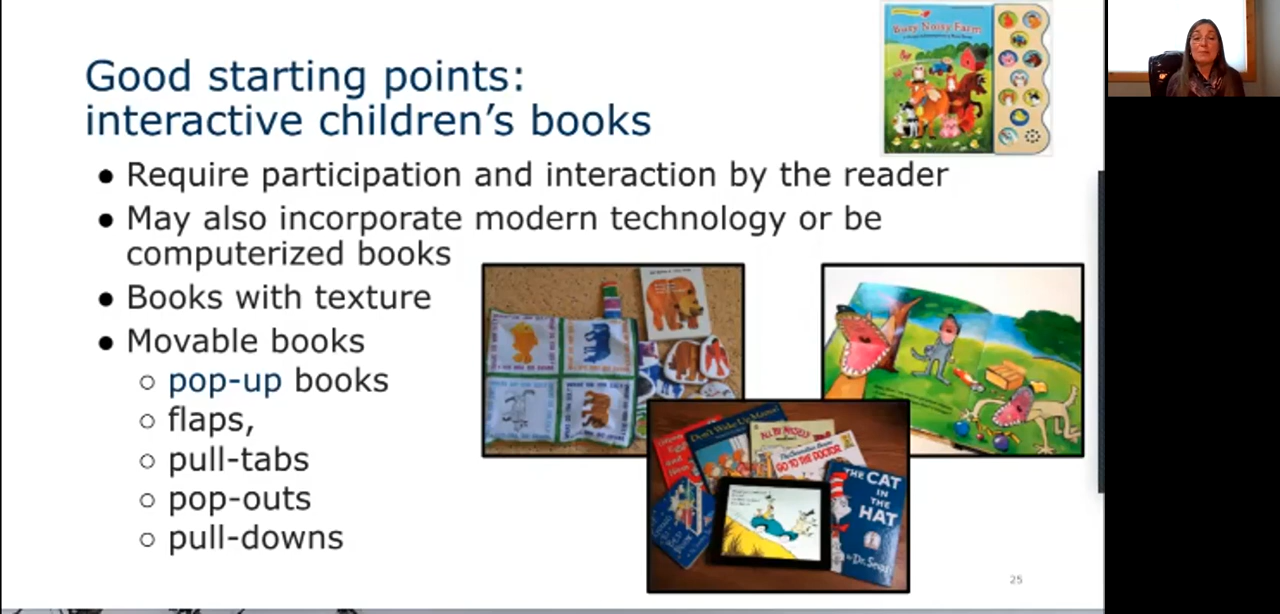 Good starting points:
interactive children's books
Busy Noisy Farm
● Require participation and interaction by the reader
● May also incorporate modern technology or be
computerized books
● Books with texture
● Movable books
○ pop-up books
○ flaps,
○ pull-tabs
○ pop-outs
○ pull-downs
Don't Wake Up Mama!
ALL BY MYSELF
The Berenstain Bears
GO TO THE DOCTOR
THE CAT
IN
THE
HAT
by Dr. Seuss
25